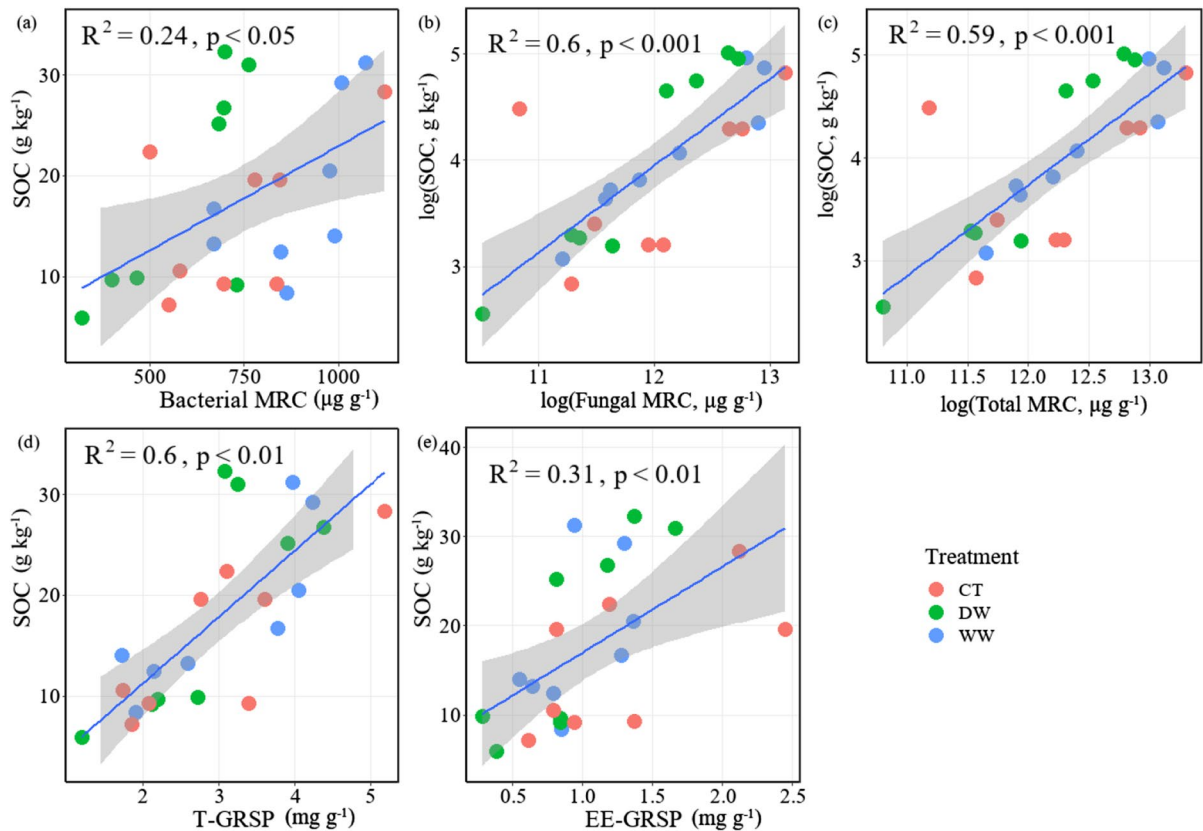 (a)
R² = 0.24, p < 0.05
SOC (g kg⁻¹)
30
20
10
500 750 1000
Bacterial MRC (µg g⁻¹)
(b)
R² = 0.6, p < 0.001
log(SOC, g kg⁻¹)
5
4
3
11 12 13
log(Fungal MRC, µg g⁻¹)
(c)
R² = 0.59, p < 0.001
log(SOC, g kg⁻¹)
5
4
3
11.0 11.5 12.0 12.5 13.0
log(Total MRC, µg g⁻¹)
(d)
R² = 0.6, p < 0.01
SOC (g kg⁻¹)
30
20
10
2 3 4 5
T-GRSP (mg g⁻¹)
(e)
R² = 0.31, p < 0.01
SOC (g kg⁻¹)
40
30
20
10
0.5 1.0 1.5 2.0 2.5
EE-GRSP (mg g⁻¹)
Treatment
CT
DW
WW